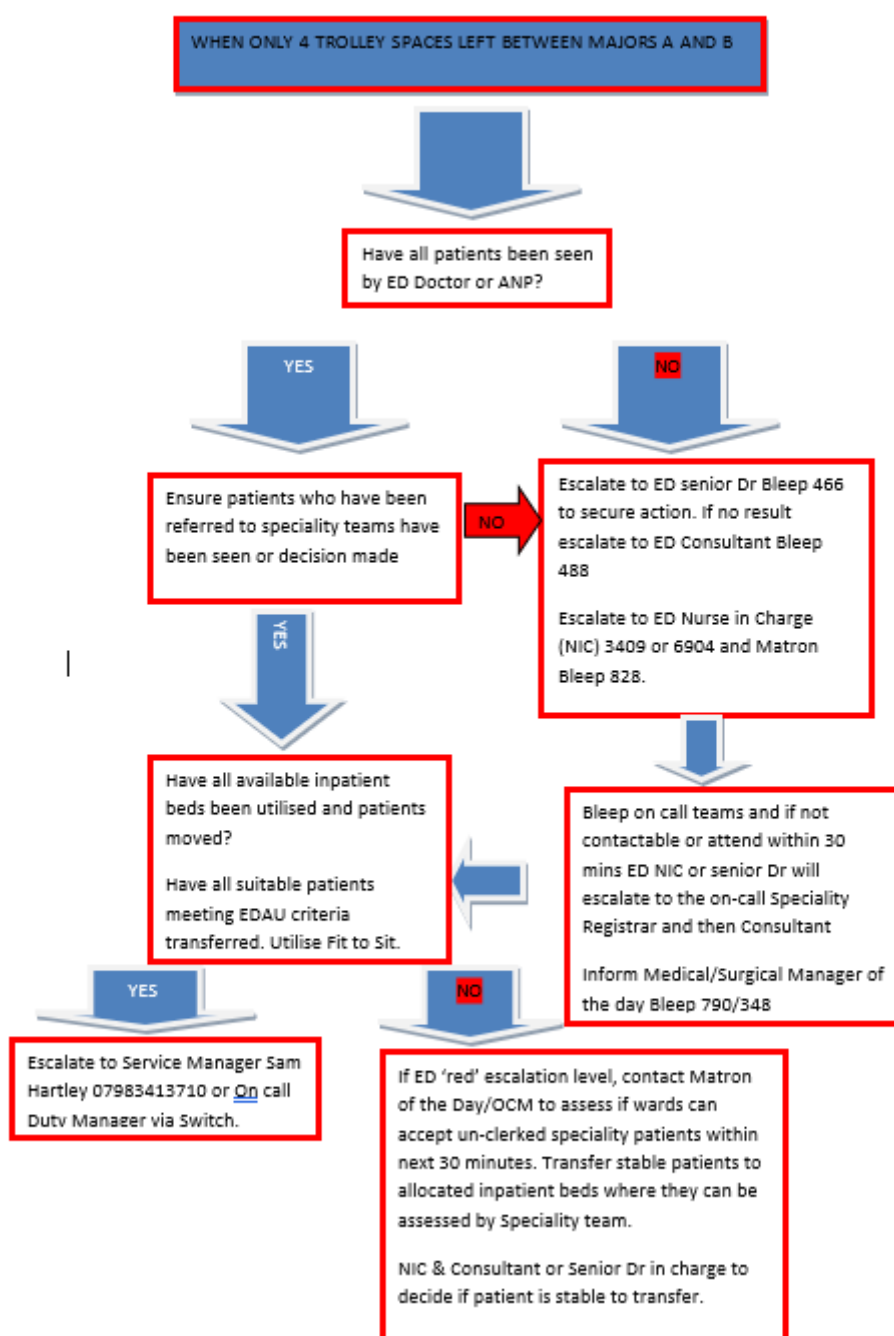 WHEN ONLY 4 TROLLEY SPACES LEFT BETWEEN MAJORS A AND B
Have all patients been seen
by ED Doctor or ANP?
YES
NO
Ensure patients who have been
referred to speciality teams have
been seen or decision made
NO
Escalate to ED senior Dr Bleep 466
to secure action. If no result
escalate to ED Consultant Bleep
488
Escalate to ED Nurse in Charge
(NIC) 3409 or 6904 and Matron
Bleep 828.
YES
Have all available inpatient
beds been utilised and patients
moved?
Have all suitable patients
meeting EDAU criteria
transferred. Utilise Fit to Sit.
Bleep on call teams and if not
contactable or attend within 30
mins ED NIC or senior Dr will
escalate to the on-call Speciality
Registrar and then Consultant
Inform Medical/Surgical Manager of
the day Bleep 790/348
YES
NO
Escalate to Service Manager Sam
Hartley 07983413710 or On call
Duty Manager via Switch.
If ED ‘red’ escalation level, contact Matron
of the Day/OCM to assess if wards can
accept un-clerked speciality patients within
next 30 minutes. Transfer stable patients to
allocated inpatient beds where they can be
assessed by Speciality team.
NIC & Consultant or Senior Dr in charge to
decide if patient is stable to transfer.